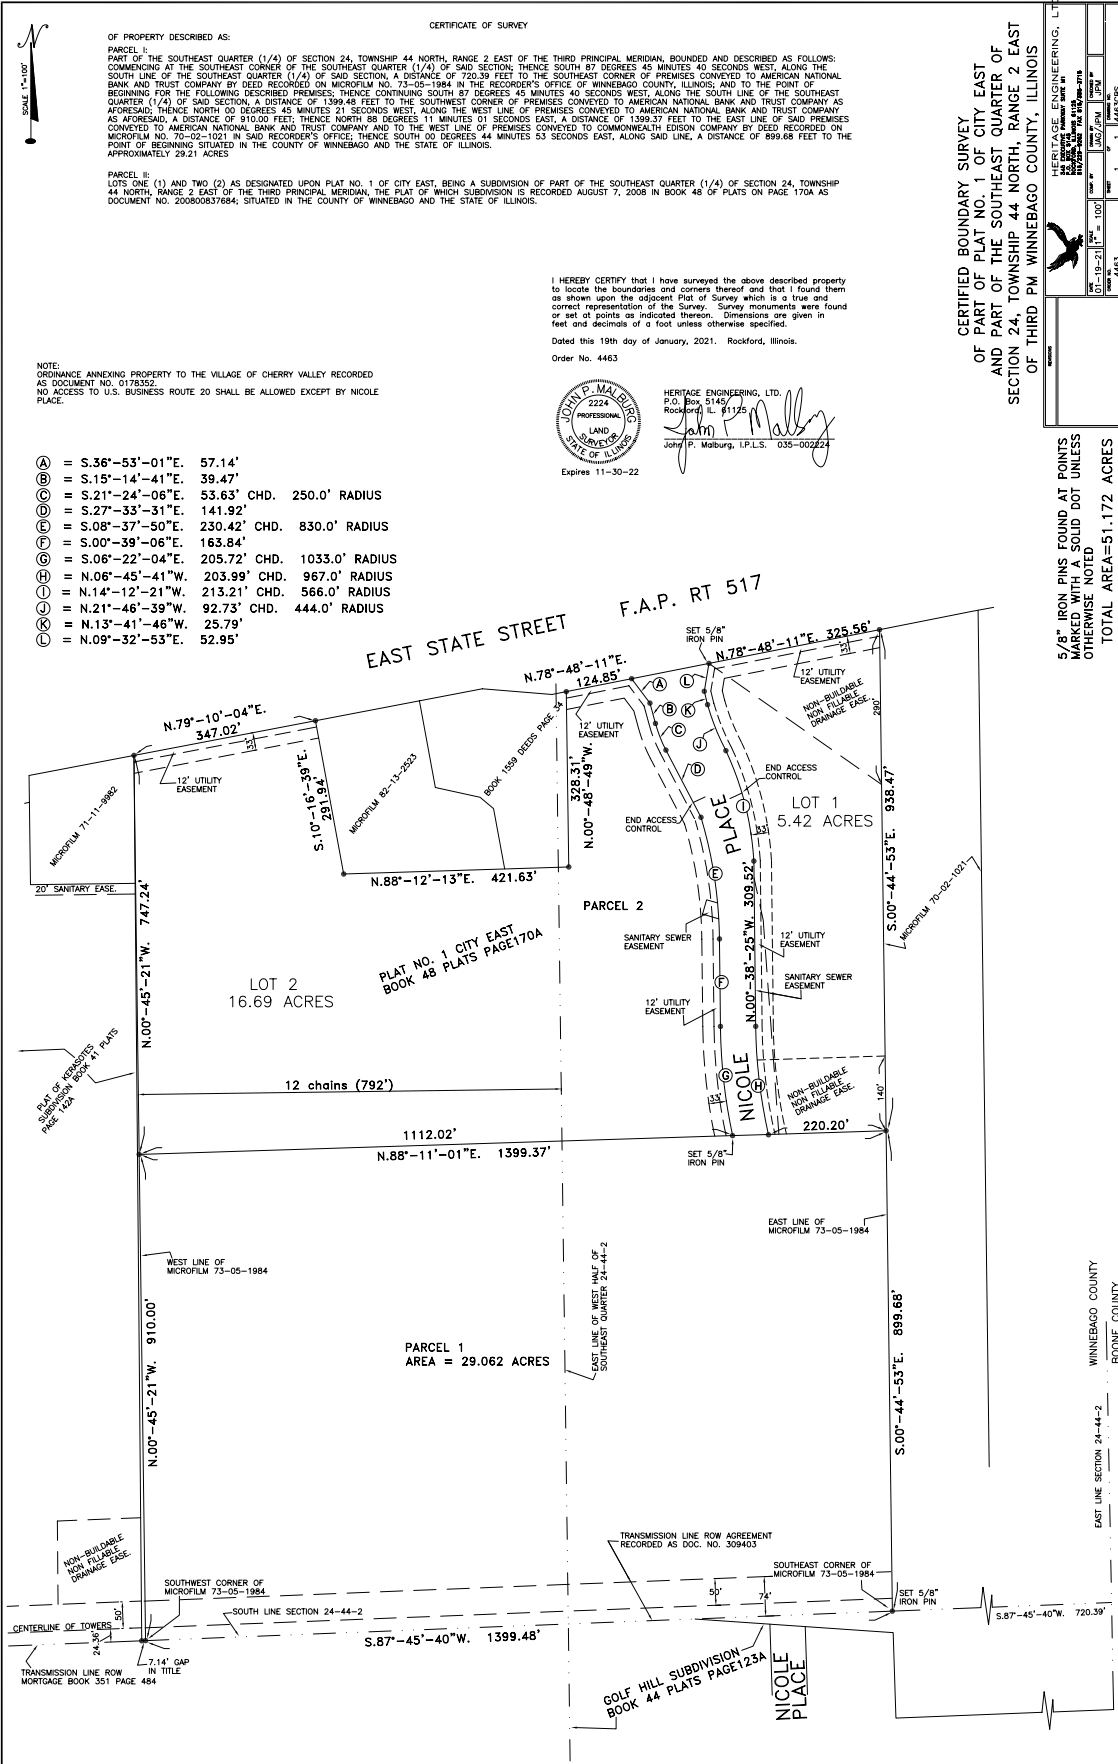 CERTIFICATE OF SURVEY
N
SCALE 1"=100'
OF PROPERTY DESCRIBED AS:
PARCEL I:
PART OF THE SOUTHEAST QUARTER (1/4) OF SECTION 24, TOWNSHIP 44 NORTH, RANGE 2 EAST OF THE THIRD PRINCIPAL MERIDIAN, BOUNDED AND DESCRIBED AS FOLLOWS:
COMMENCING AT THE SOUTHEAST CORNER OF THE SOUTHEAST QUARTER (1/4) OF SAID SECTION; THENCE SOUTH 87 DEGREES 45 MINUTES 40 SECONDS WEST, ALONG THE
SOUTH LINE OF THE SOUTHEAST QUARTER (1/4) OF SAID SECTION, A DISTANCE OF 720.39 FEET TO THE SOUTHEAST CORNER OF PREMISES CONVEYED TO AMERICAN NATIONAL
BANK AND TRUST COMPANY BY DEED RECORDED ON MICROFILM NO. 73-05-1984 IN THE RECORDER'S OFFICE OF WINNEBAGO COUNTY, ILLINOIS; AND TO THE POINT OF
BEGINNING FOR THE FOLLOWING DESCRIBED PREMISES; THENCE CONTINUING SOUTH 87 DEGREES 45 MINUTES 40 SECONDS WEST, ALONG THE SOUTH LINE OF THE SOUTHEAST
QUARTER (1/4) OF SAID SECTION, A DISTANCE OF 1399.48 FEET TO THE SOUTHWEST CORNER OF PREMISES CONVEYED TO AMERICAN NATIONAL BANK AND TRUST COMPANY AS
AFORESAID; THENCE NORTH 00 DEGREES 45 MINUTES 21 SECONDS WEST, ALONG THE WEST LINE OF PREMISES CONVEYED TO AMERICAN NATIONAL BANK AND TRUST COMPANY
AS AFORESAID, A DISTANCE OF 910.00 FEET; THENCE NORTH 88 DEGREES 11 MINUTES 01 SECONDS EAST, A DISTANCE OF 1399.37 FEET TO THE EAST LINE OF SAID PREMISES
CONVEYED TO AMERICAN NATIONAL BANK AND TRUST COMPANY AND TO THE WEST LINE OF PREMISES CONVEYED TO COMMONWEALTH EDISON COMPANY BY DEED RECORDED ON
MICROFILM NO. 70-02-1021 IN SAID RECORDER'S OFFICE; THENCE SOUTH 00 DEGREES 44 MINUTES 53 SECONDS EAST, ALONG SAID LINE, A DISTANCE OF 899.68 FEET TO THE
POINT OF BEGINNING SITUATED IN THE COUNTY OF WINNEBAGO AND THE STATE OF ILLINOIS.
APPROXIMATELY 29.21 ACRES
PARCEL II:
LOTS ONE (1) AND TWO (2) AS DESIGNATED UPON PLAT NO. 1 OF CITY EAST, BEING A SUBDIVISION OF PART OF THE SOUTHEAST QUARTER (1/4) OF SECTION 24, TOWNSHIP
44 NORTH, RANGE 2 EAST OF THE THIRD PRINCIPAL MERIDIAN, THE PLAT OF WHICH SUBDIVISION IS RECORDED AUGUST 7, 2008 IN BOOK 48 OF PLATS ON PAGE 170A AS
DOCUMENT NO. 200800837684; SITUATED IN THE COUNTY OF WINNEBAGO AND THE STATE OF ILLINOIS.
CERTIFIED BOUNDARY SURVEY
OF PART OF PLAT NO. 1 OF CITY EAST
AND PART OF THE SOUTHEAST QUARTER OF
SECTION 24, TOWNSHIP 44 NORTH, RANGE 2 EAST
OF THIRD PM WINNEBAGO COUNTY, ILLINOIS
HERITAGE ENGINEERING, LT
P.O. BOX 5145
DATE
01-19-21
SCALE
1" = 100'
COMP. BY
DRAWN BY
JAG/JPM
CHECKED BY
JPM
ORDER NO.
4463
SHEET
1
OF
1
DRAWING NO.
REVISIONS
I HEREBY CERTIFY that I have surveyed the above described property
to locate the boundaries and corners thereof and that I found them
as shown upon the adjacent Plat of Survey which is a true and
correct representation of the Survey. Survey monuments were found
or set at points as indicated thereon. Dimensions are given in
feet and decimals of a foot unless otherwise specified.
Dated this 19th day of January, 2021. Rockford, Illinois.
Order No. 4463
HERITAGE ENGINEERING, LTD.
P.O. Box 5145
Rockford, IL. 61125
John P Malbg
John P. Malburg, I.P.L.S. 035-002224
JOHN P. MALBURG
2224
PROFESSIONAL
LAND
SURVEYOR
STATE OF ILLINOIS
Expires 11-30-22
NOTE:
ORDINANCE ANNEXING PROPERTY TO THE VILLAGE OF CHERRY VALLEY RECORDED
AS DOCUMENT NO. 0178352.
NO ACCESS TO U.S. BUSINESS ROUTE 20 SHALL BE ALLOWED EXCEPT BY NICOLE
PLACE.
A = S.36°-53'-01"E. 57.14'
B = S.15°-14'-41"E. 39.47'
C = S.21°-24'-06"E. 53.63' CHD. 250.0' RADIUS
D = S.27°-33'-31"E. 141.92'
E = S.08°-37'-50"E. 230.42' CHD. 830.0' RADIUS
F = S.00°-39'-06"E. 163.84'
G = S.06°-22'-04"E. 205.72' CHD. 1033.0' RADIUS
H = N.06°-45'-41"W. 203.99' CHD. 967.0' RADIUS
I = N.14°-12'-21"W. 213.21' CHD. 566.0' RADIUS
J = N.21°-46'-39"W. 92.73' CHD. 444.0' RADIUS
K = N.13°-41'-46"W. 25.79'
L = N.09°-32'-53"E. 52.95'
5/8" IRON PINS FOUND AT POINTS
MARKED WITH A SOLID DOT UNLESS
OTHERWISE NOTED
TOTAL AREA=51.172 ACRES
EAST STATE STREET F.A.P. RT 517
SET 5/8"
IRON PIN
N.78°-48'-11"E. 325.56'
33'
N.78°-48'-11"E.
124.85'
12' UTILITY
EASEMENT
A
L
B
K
C
J
D
N.79°-10'-04"E.
347.02'
33'
12' UTILITY
EASEMENT
12' UTILITY
EASEMENT
NON-BUILDABLE
NON FILLABLE
DRAINAGE EASE.
290'
S.10°-16'-39"E.
291.94'
MICROFILM 82-13-2523
BOOK 1559 DEEDS PAGE 34
328.31'
N.00°-48'-49"W.
MICROFILM 71-11-9982
20' SANITARY EASE.
END ACCESS
CONTROL
END ACCESS
CONTROL
PLACE
I
33'
LOT 1
5.42 ACRES
S.00°-44'-53"E. 938.47'
MICROFILM 70-02-1021
N.88°-12'-13"E. 421.63'
E
PARCEL 2
N.00°-45'-21"W. 747.24'
PLAT NO. 1 CITY EAST
BOOK 48 PLATS PAGE170A
LOT 2
16.69 ACRES
SANITARY SEWER
EASEMENT
N.00°-38'-25"W. 309.52'
12' UTILITY
EASEMENT
SANITARY SEWER
EASEMENT
F
12' UTILITY
EASEMENT
PLAT OF KERASOTES
SUBDIVISION BOOK 41 PLATS
PAGE 142A
12 chains (792')
G
NICOLE
H
33'
NON-BUILDABLE
NON FILLABLE
DRAINAGE EASE.
140'
1112.02'
220.20'
N.88°-11'-01"E. 1399.37'
SET 5/8"
IRON PIN
EAST LINE OF
MICROFILM 73-05-1984
WEST LINE OF
MICROFILM 73-05-1984
EAST LINE OF WEST HALF OF
SOUTHEAST QUARTER 24-44-2
PARCEL 1
AREA = 29.062 ACRES
N.00°-45'-21"W. 910.00'
S.00°-44'-53"E. 899.68'
WINNEBAGO COUNTY
BOONE COUNTY
EAST LINE SECTION 24-44-2
NON-BUILDABLE
NON FILLABLE
DRAINAGE EASE.
SOUTHWEST CORNER OF
MICROFILM 73-05-1984
TRANSMISSION LINE ROW AGREEMENT
RECORDED AS DOC. NO. 309403
SOUTHEAST CORNER OF
MICROFILM 73-05-1984
50'
74'
SET 5/8"
IRON PIN
S.87°-45'-40"W. 720.39'
50'
CENTERLINE OF TOWERS
24.36'
SOUTH LINE SECTION 24-44-2
S.87°-45'-40"W. 1399.48'
7.14' GAP
IN TITLE
TRANSMISSION LINE ROW
MORTGAGE BOOK 351 PAGE 484
GOLF HILL SUBDIVISION
BOOK 44 PLATS PAGE123A
NICOLE
PLACE